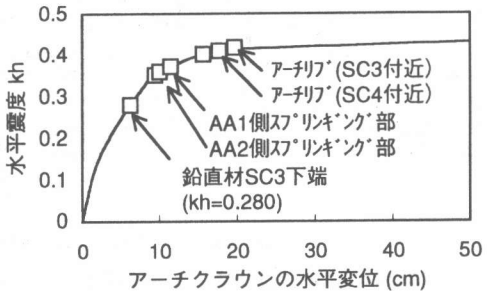 水平震度 kh
0.5
0.4
0.3
0.2
0.1
0
ｱｰﾁﾘﾌﾞ(SC3付近)
ｱｰﾁﾘﾌﾞ(SC4付近)
AA1側ｽﾌﾟﾘﾝｷﾞﾝｸﾞ部
AA2側ｽﾌﾟﾘﾝｷﾞﾝｸﾞ部
鉛直材SC3下端
(kh=0.280)
0 10 20 30 40 50
アーチクラウンの水平変位 (cm)